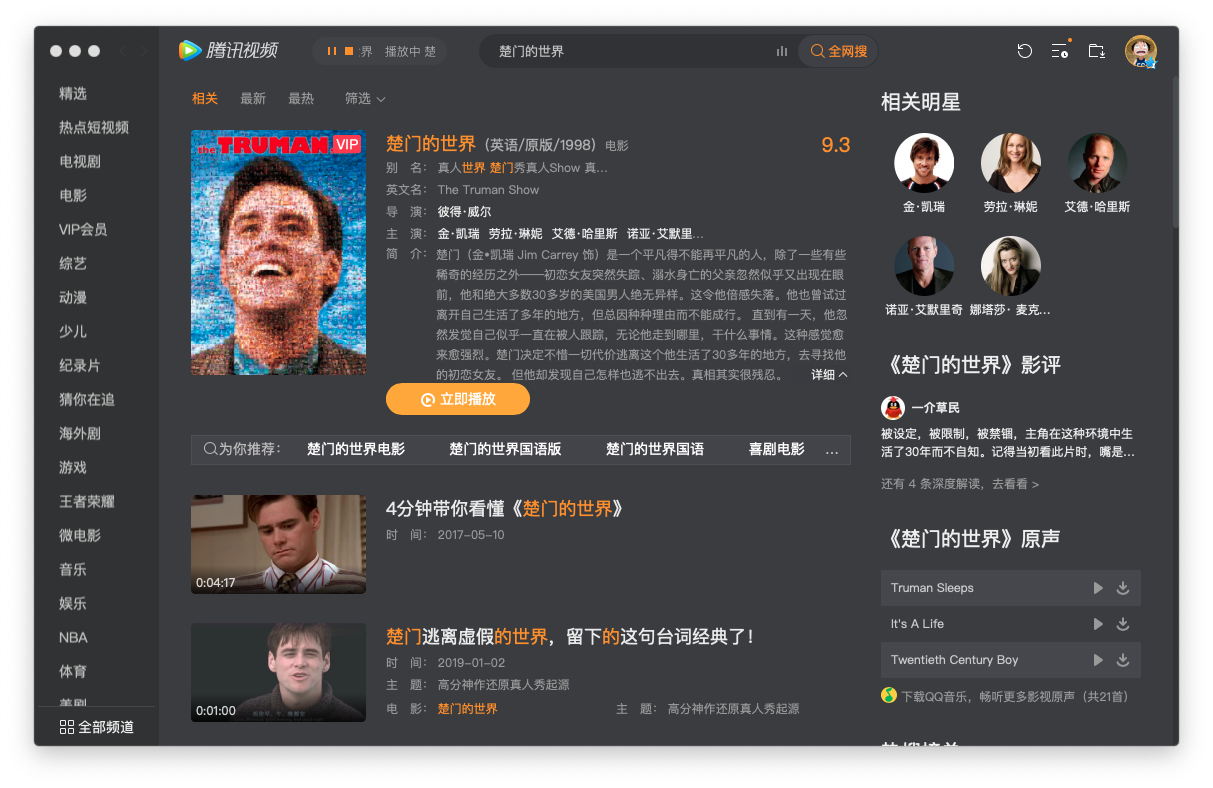 腾讯视频
:界 播放中 楚
楚门的世界
全网搜
精选
热点短视频
电视剧
电影
VIP会员
综艺
动漫
少儿
纪录片
猜你在追
海外剧
游戏
王者荣耀
微电影
音乐
娱乐
NBA
体育
美剧
全部频道
相关 最新 最热 筛选
the TRUMAN
VIP
楚门的世界 (英语/原版/1998) 电影
9.3
别 名: 真人世界 楚门秀真人Show 真...
英文名: The Truman Show
导 演: 彼得·威尔
主 演: 金·凯瑞 劳拉·琳妮 艾德·哈里斯 诺亚·艾默里...
简 介: 楚门（金•凯瑞 Jim Carrey 饰）是一个平凡得不能再平凡的人，除了一些有些
稀奇的经历之外——初恋女友突然失踪、溺水身亡的父亲忽然似乎又出现在眼
前，他和绝大多数30多岁的美国男人绝无异样。这令他倍感失落。他也曾试过
离开自己生活了多年的地方，但总因种种理由而不能成行。 直到有一天，他忽
然发觉自己似乎一直在被人跟踪，无论他走到哪里，干什么事情。这种感觉愈
来愈强烈。楚门决定不惜一切代价逃离这个他生活了30多年的地方，去寻找他
的初恋女友。 但他却发现自己怎样也逃不出去。真相其实很残忍。 详细
立即播放
为你推荐: 楚门的世界电影 楚门的世界国语版 楚门的世界国语 喜剧电影 ...
0:04:17
4分钟带你看懂《楚门的世界》
时 间: 2017-05-10
0:01:00
楚门逃离虚假的世界，留下的这句台词经典了！
时 间: 2019-01-02
主 题: 高分神作还原真人秀起源
电 影: 楚门的世界 主 题: 高分神作还原真人秀起源
相关明星
金·凯瑞 劳拉·琳妮 艾德·哈里斯
诺亚·艾默里奇 娜塔莎· 麦克...
《楚门的世界》影评
一介草民
被设定，被限制，被禁锢，主角在这种环境中生
活了30年而不自知。记得当初看此片时，嘴是...
还有 4 条深度解读，去看看 >
《楚门的世界》原声
Truman Sleeps
It's A Life
Twentieth Century Boy
下载QQ音乐，畅听更多影视原声（共21首）